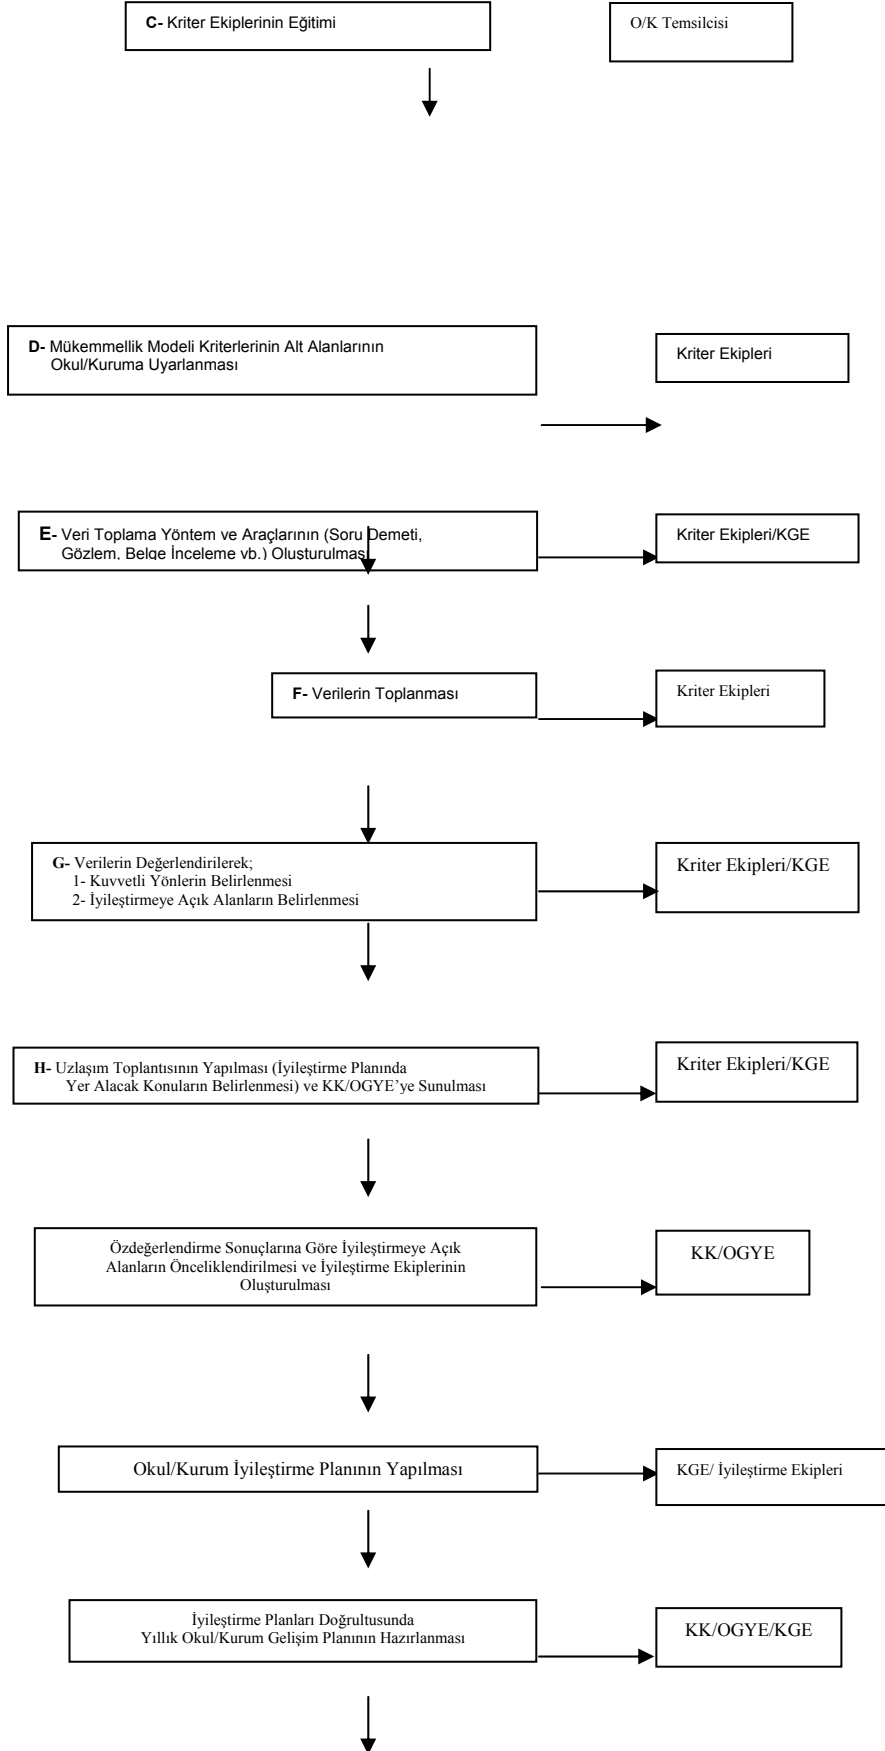 C- Kriter Ekiplerinin Eğitimi
O/K Temsilcisi
D- Mükemmellik Modeli Kriterlerinin Alt Alanlarının
Okul/Kuruma Uyarlanması
Kriter Ekipleri
E- Veri Toplama Yöntem ve Araçlarının (Soru Demeti,
Gözlem, Belge İnceleme vb.) Oluşturulması
Kriter Ekipleri/KGE
F- Verilerin Toplanması
Kriter Ekipleri
G- Verilerin Değerlendirilerek;
1- Kuvvetli Yönlerin Belirlenmesi
2- İyileştirmeye Açık Alanların Belirlenmesi
Kriter Ekipleri/KGE
H- Uzlaşım Toplantısının Yapılması (İyileştirme Planında
Yer Alacak Konuların Belirlenmesi) ve KK/OGYE’ye Sunulması
Kriter Ekipleri/KGE
Özdeğerlendirme Sonuçlarına Göre İyileştirmeye Açık
Alanların Önceliklendirilmesi ve İyileştirme Ekiplerinin
Oluşturulması
KK/OGYE
Okul/Kurum İyileştirme Planının Yapılması
KGE/ İyileştirme Ekipleri
İyileştirme Planları Doğrultusunda
Yıllık Okul/Kurum Gelişim Planının Hazırlanması
KK/OGYE/KGE